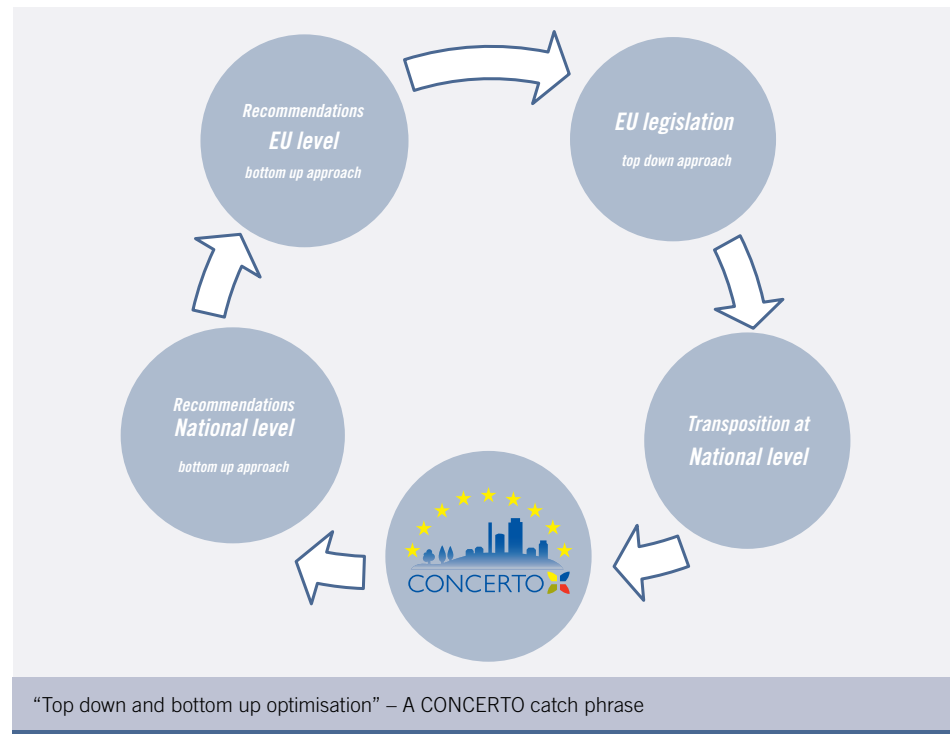 Recommendations
EU level
bottom up approach
EU legislation
top down approach
Transposition at
National level
CONCERTO
Recommendations
National level
bottom up approach
“Top down and bottom up optimisation” – A CONCERTO catch phrase